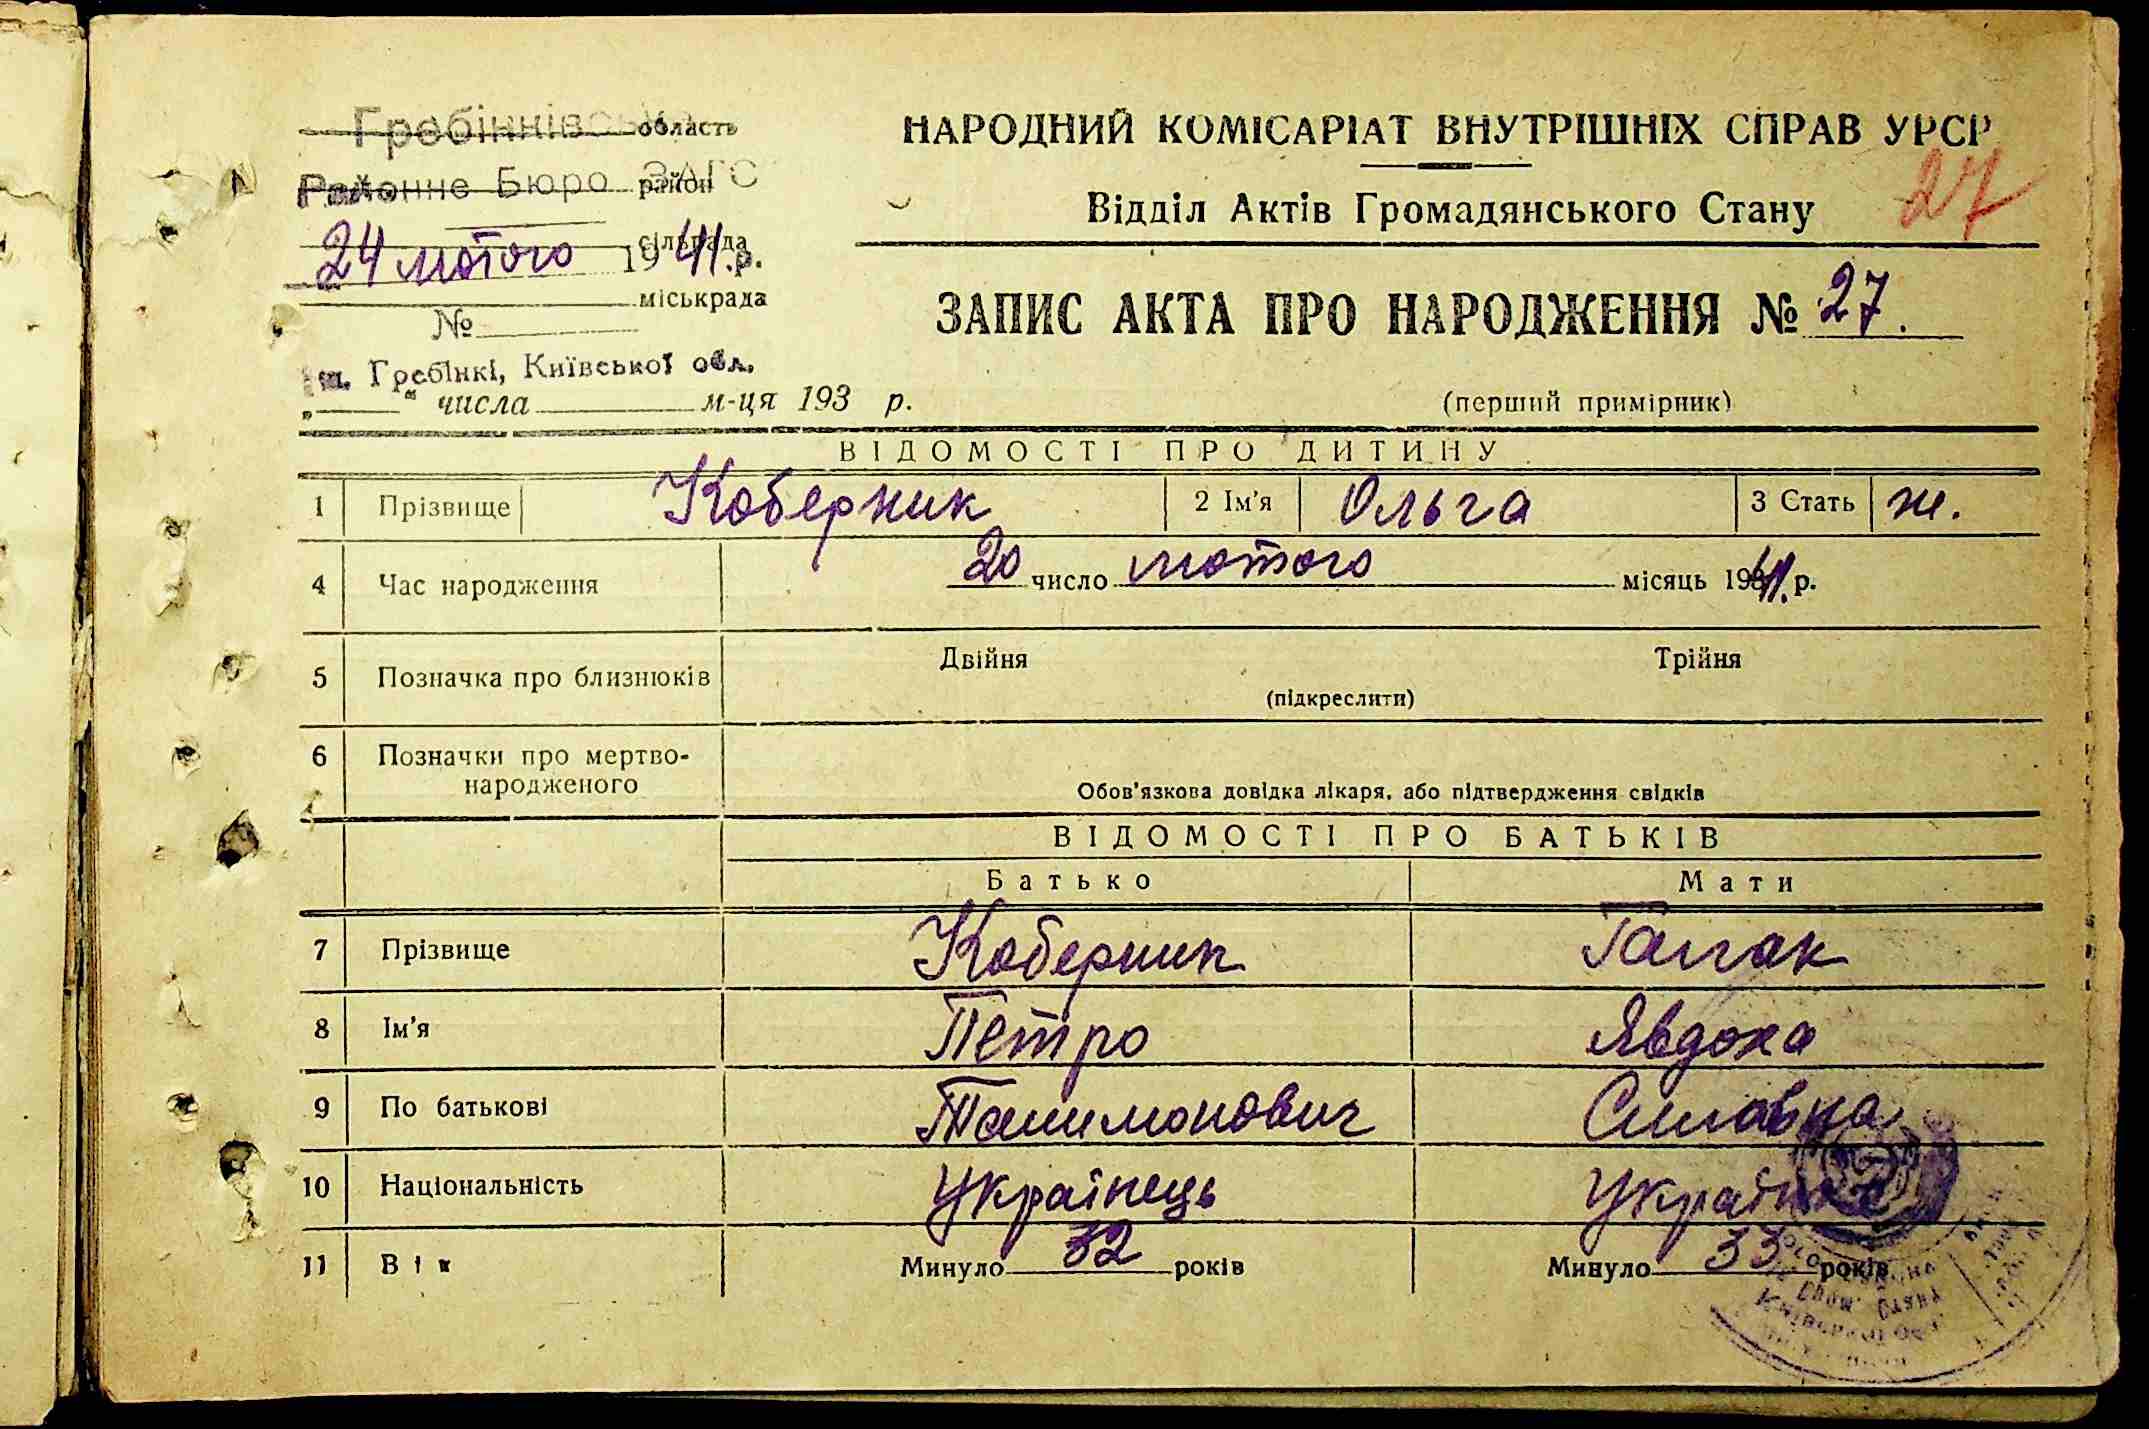 Гребіннівська область
Районне Бюро ЗАГС район
сільрада
24 лютого 1941 р.
міськрада
№
м. Гребінкі, Київської обл.
„ “ числа м-ця 193 р.
НАРОДНИЙ КОМІСАРІАТ ВНУТРІШНІХ СПРАВ УРСР
27
Відділ Актів Громадянського Стану
ЗАПИС АКТА ПРО НАРОДЖЕННЯ № 27.
(перший примірник)
ВІДОМОСТІ ПРО ДИТИНУ
1 Прізвище Коберник 2 Ім'я Ольга 3 Стать ж.
4 Час народження 20 число лютого місяць 1941 р.
5 Позначка про близнюків Двійня Трійня
(підкреслити)
6 Позначки про мертво-
народженого
Обов'язкова довідка лікаря, або підтвердження свідків
ВІДОМОСТІ ПРО БАТЬКІВ
Батько Мати
7 Прізвище Коберник
8 Ім'я Петро Явдоха
9 По батькові Силовна
10 Національність Українець Українка
11 Вік Минуло 32 років Минуло 33 років